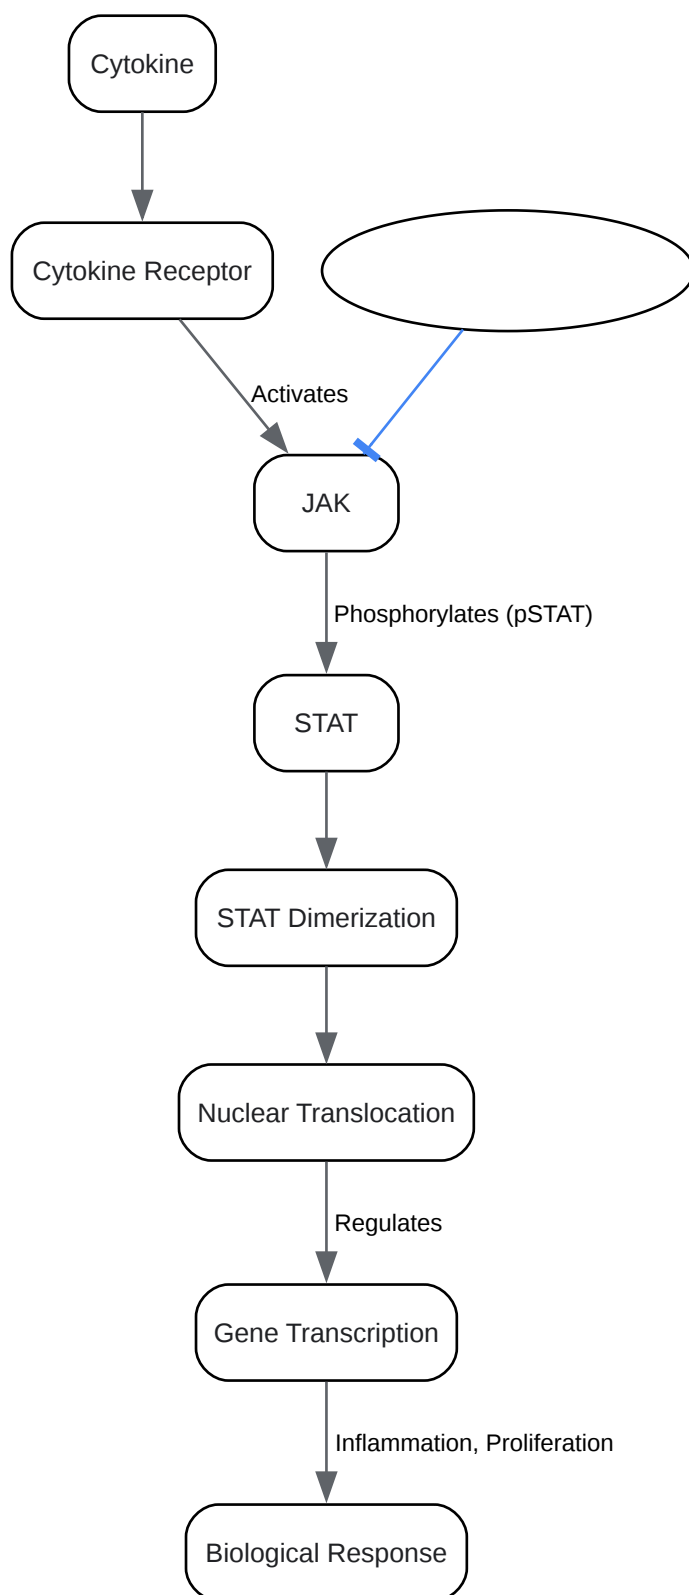 Cytokine
Cytokine Receptor
Activates
JAK
Phosphorylates (pSTAT)
STAT
STAT Dimerization
Nuclear Translocation
Regulates
Gene Transcription
Inflammation, Proliferation
Biological Response